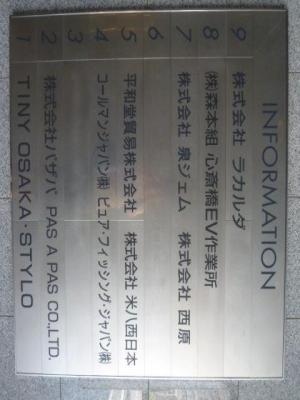 INFORMATION
9 株式会社 ラカルダ
8 (株)森本組 心斎橋EV作業所
7 株式会社 泉ジェム 株式会社 西原
6
5 平和堂貿易株式会社 株式会社 米八西日本
4 コールマンジャパン(株) ピュア・フィッシング・ジャパン(株)
3
2 株式会社パザパ PAS A PAS CO.,LTD.
1 TINY OSAKA・STYLO